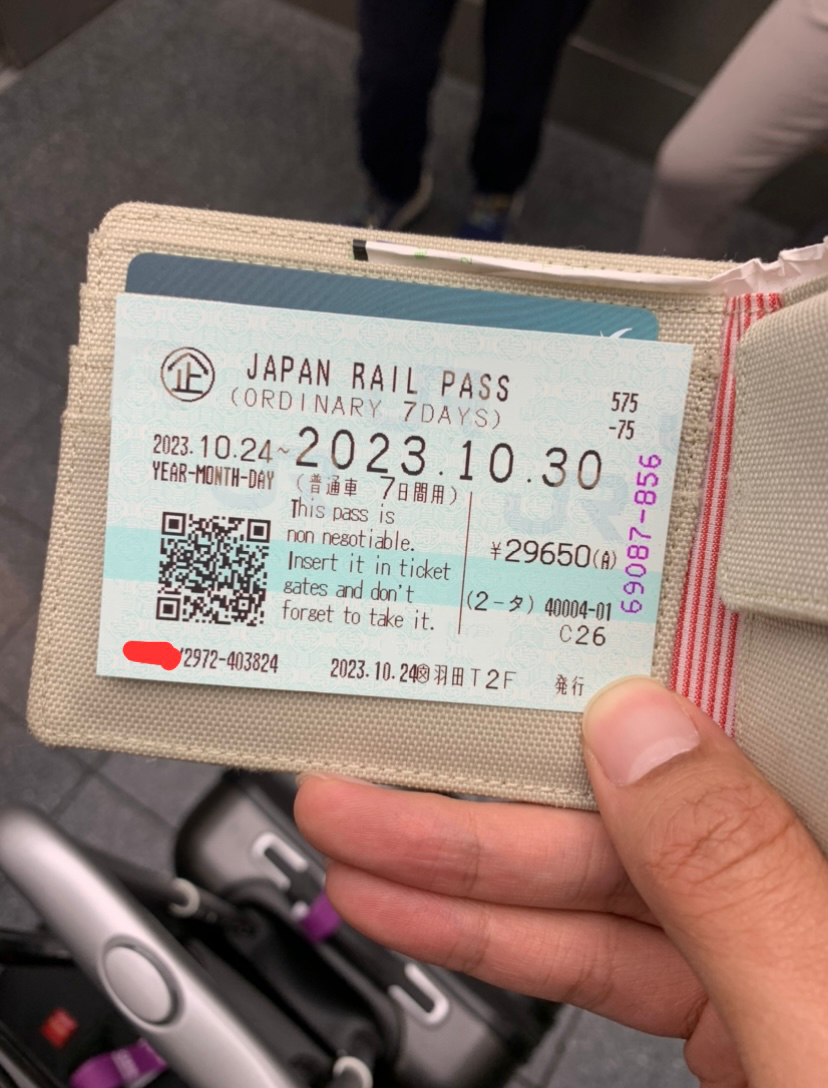 企 JAPAN RAIL PASS
(ORDINARY 7DAYS)
575
-75
2023.10.24~2023.10.30
YEAR-MONTH-DAY (普通車 7日間用)
This pass is
non negotiable.
Insert it in ticket
gates and don't
forget to take it.
¥29650(A)
(2-タ) 40004-01
C26
69087-856
2972-403824 2023.10.24 羽田T2F 発行